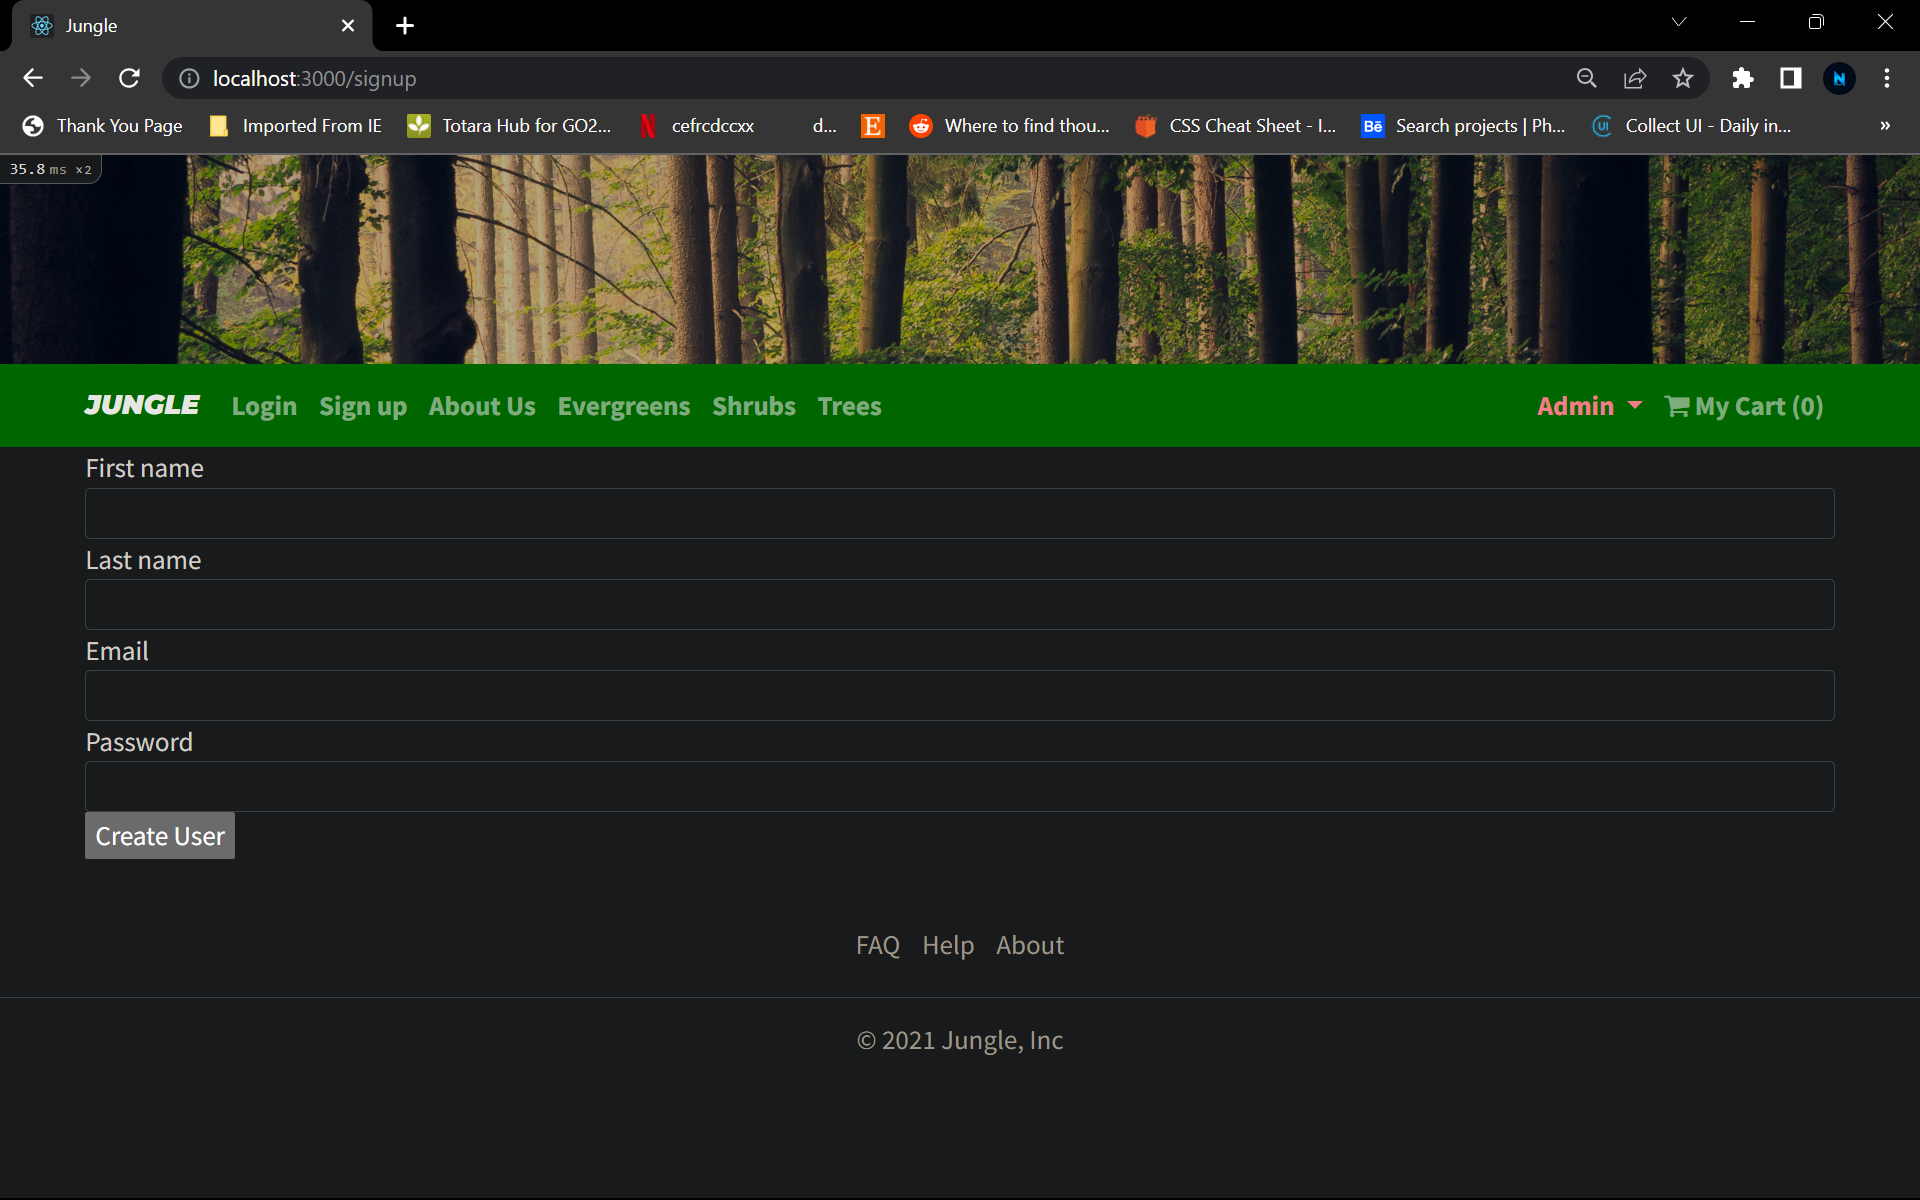 Jungle
localhost:3000/signup
Thank You Page Imported From IE Totara Hub for GO2... cefrcdccxx d... Where to find thou... CSS Cheat Sheet - I... Bē Search projects | Ph... UI Collect UI - Daily in... »
35.8 ms ×2
JUNGLE Login Sign up About Us Evergreens Shrubs Trees Admin My Cart (0)
First name
Last name
Email
Password
Create User
FAQ Help About
© 2021 Jungle, Inc